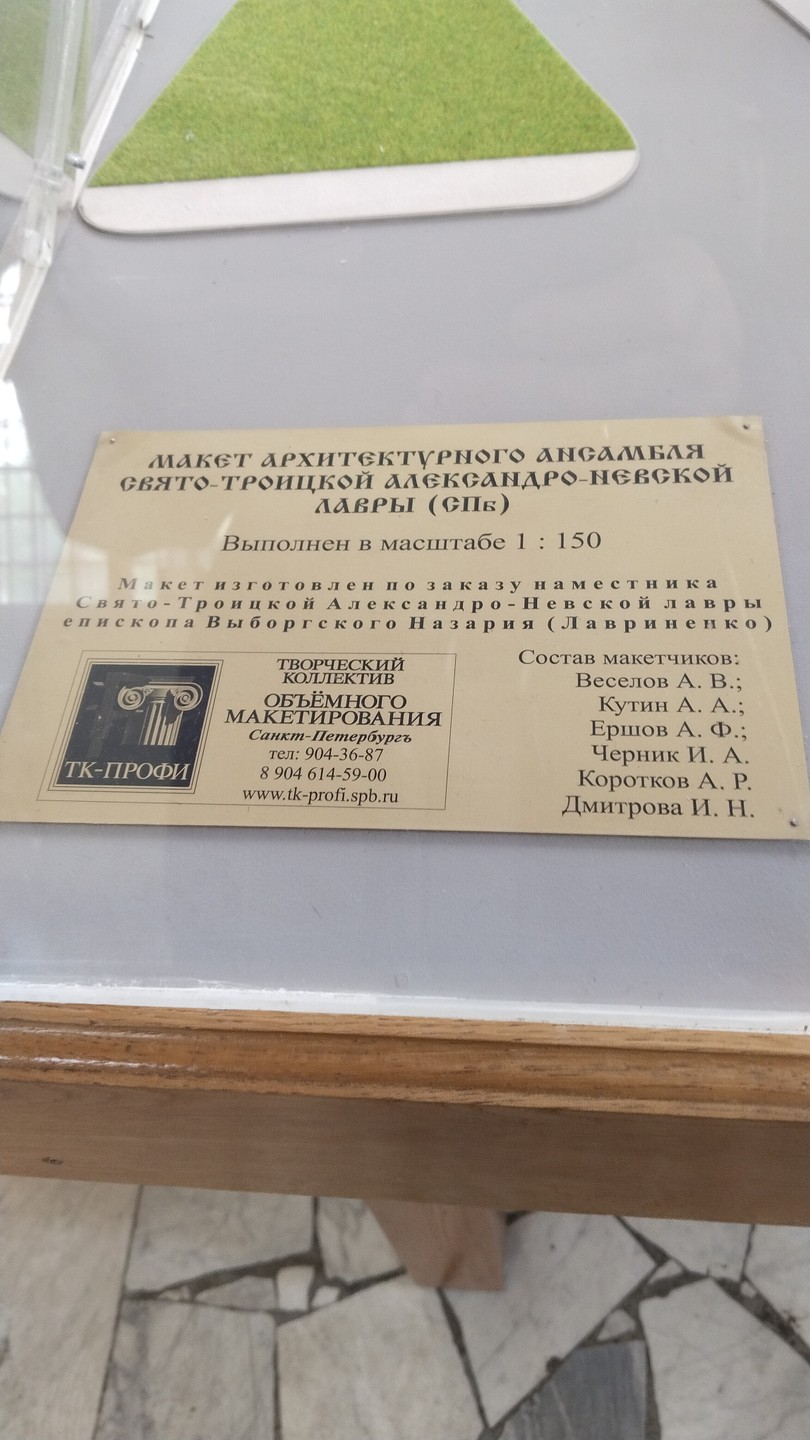 МАКЕТ АРХИТЕКТУРНОГО АНСАМБЛЯ
СВЯТО-ТРОИЦКОЙ АЛЕКСАНДРО-НЕВСКОЙ
ЛАВРЫ (СПб)
Выполнен в масштабе 1 : 150
Макет изготовлен по заказу наместника
Свято-Троицкой Александро-Невской лавры
епископа Выборгского Назария (Лавриненко)
ТК-ПРОФИ
ТВОРЧЕСКИЙ
КОЛЛЕКТИВ
ОБЪЁМНОГО
МАКЕТИРОВАНИЯ
Санкт-Петербургъ
тел: 904-36-87
8 904 614-59-00
www.tk-profi.spb.ru
Состав макетчиков:
Веселов А. В.;
Кутин А. А.;
Ершов А. Ф.;
Черник И. А.
Коротков А. Р.
Дмитрова И. Н.